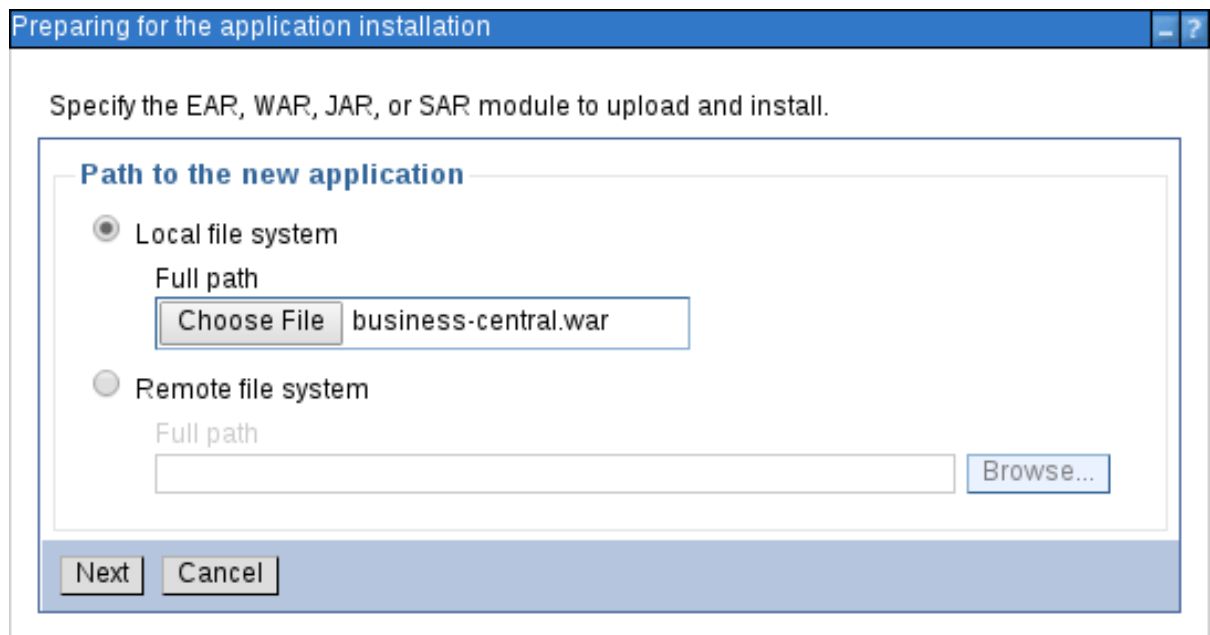 Preparing for the application installation
– ?
Specify the EAR, WAR, JAR, or SAR module to upload and install.
Path to the new application
Local file system
Full path
Choose File business-central.war
Remote file system
Full path
Browse...
Next Cancel